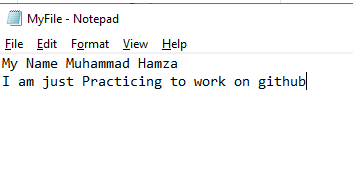 MyFile - Notepad
File Edit Format View Help
My Name Muhammad Hamza
I am just Practicing to work on github